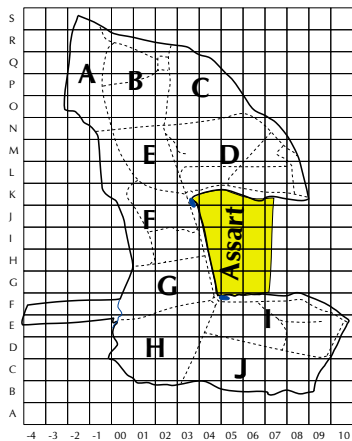 S
R
Q
P
O
N
M
L
K
J
I
H
G
F
E
D
C
B
A
A B C
E D
F
Assart
G
I
H
J
-4 -3 -2 -1 00 01 02 03 04 05 06 07 08 09 10